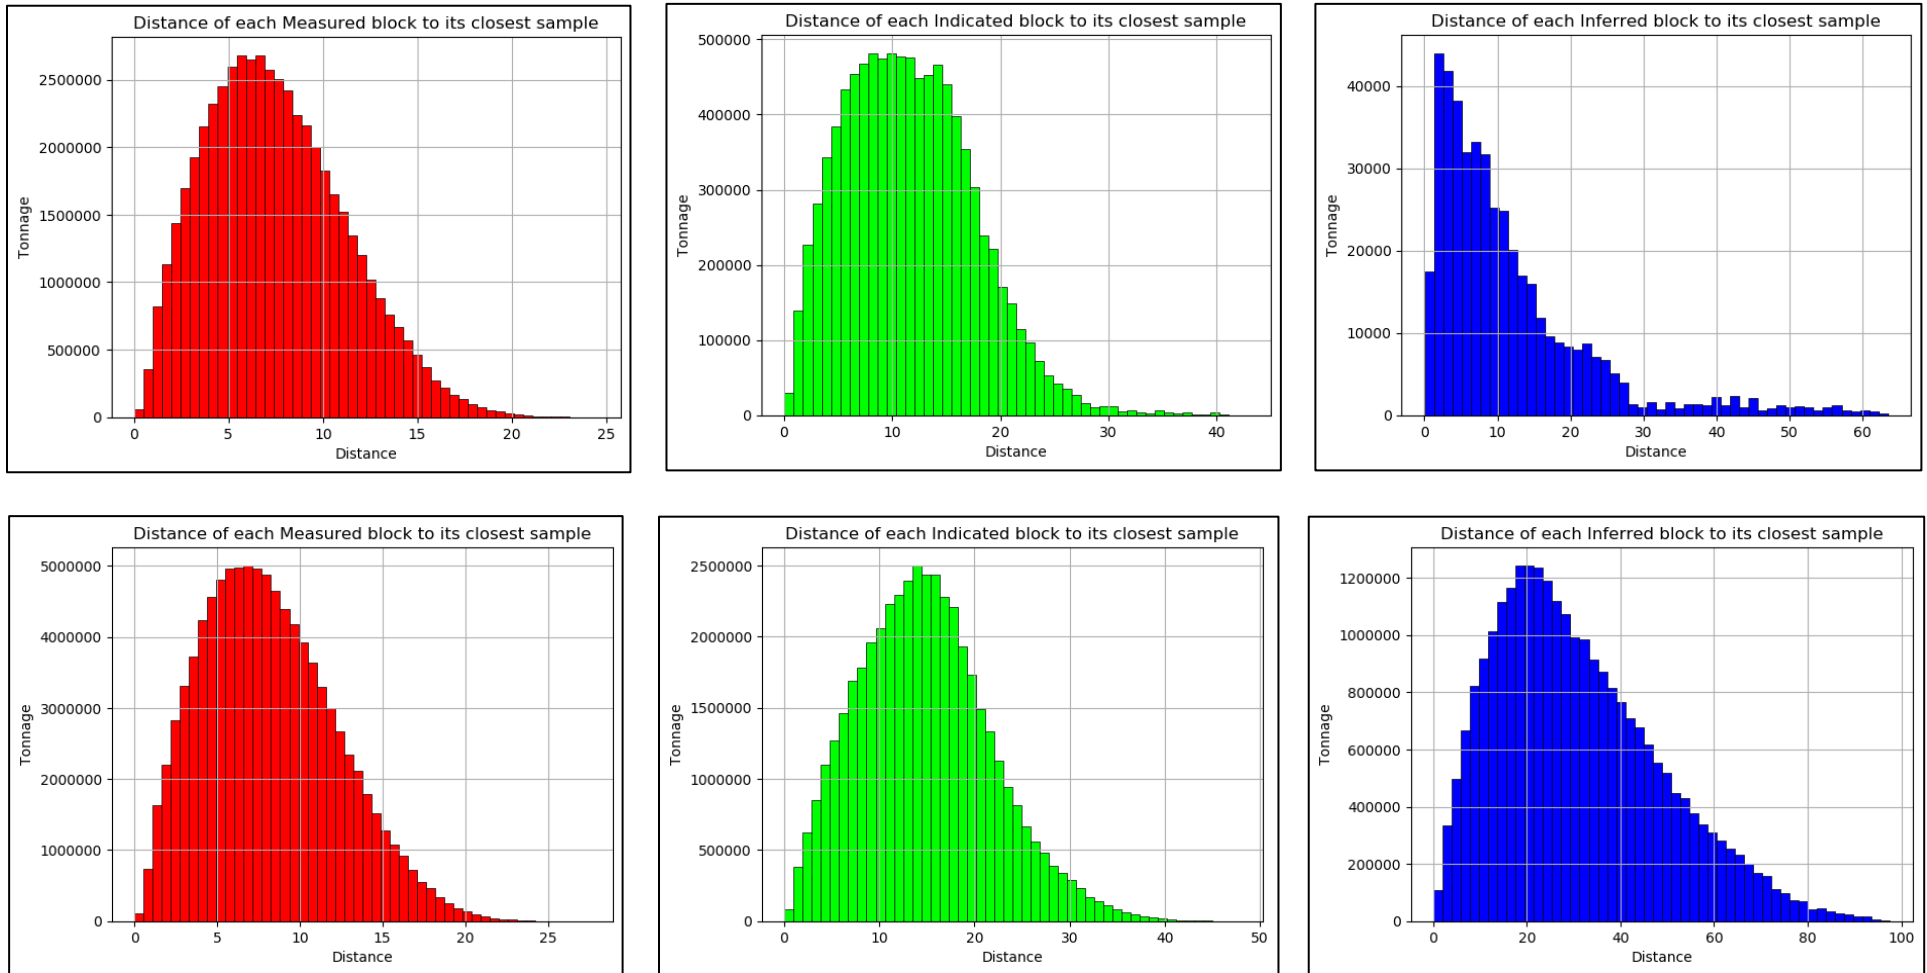 Distance of each Measured block to its closest sample
2500000
2000000
1500000
1000000
500000
0
Tonnage
0 5 10 15 20 25
Distance
Distance of each Indicated block to its closest sample
500000
400000
300000
200000
100000
0
Tonnage
0 10 20 30 40
Distance
Distance of each Inferred block to its closest sample
40000
30000
20000
10000
0
Tonnage
0 10 20 30 40 50 60
Distance
Distance of each Measured block to its closest sample
5000000
4000000
3000000
2000000
1000000
0
Tonnage
0 5 10 15 20 25
Distance
Distance of each Indicated block to its closest sample
2500000
2000000
1500000
1000000
500000
0
Tonnage
0 10 20 30 40 50
Distance
Distance of each Inferred block to its closest sample
1200000
1000000
800000
600000
400000
200000
0
Tonnage
0 20 40 60 80 100
Distance